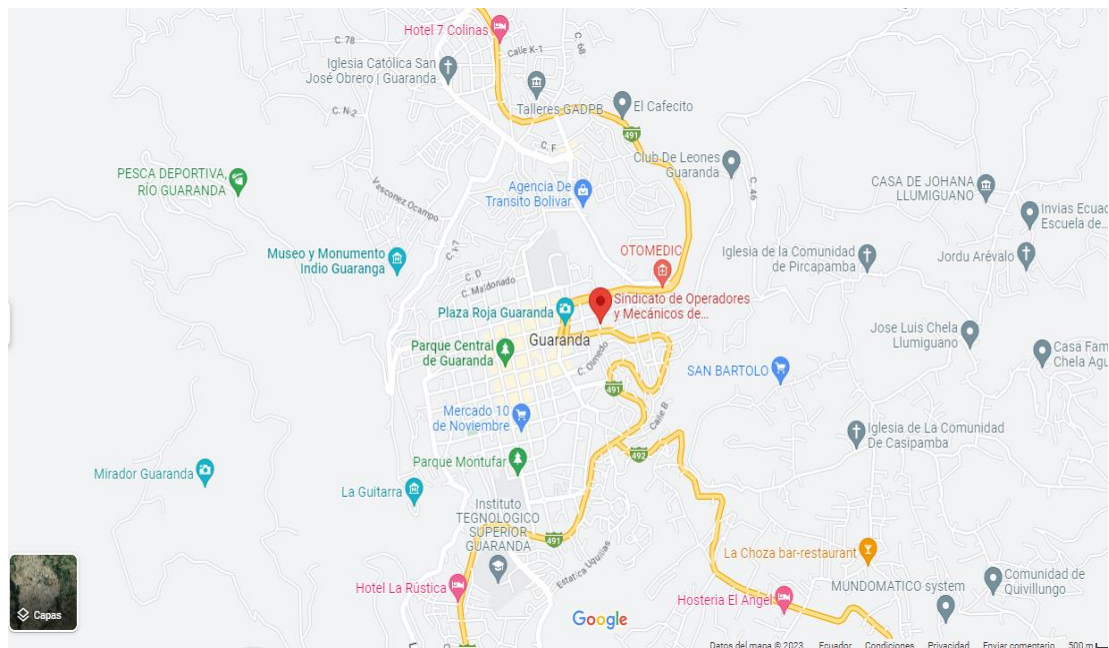 Hotel 7 Colinas
C. 78
C. 68
Calle K-1
Iglesia Católica San
José Obrero | Guaranda
Talleres GADPB
El Cafecito
C. N-2
491
C. F
Club De Leones
Guaranda
C. 46
PESCA DEPORTIVA,
RÍO GUARANDA
Vasconez Ocampo
Agencia De
Transito Bolivar
CASA DE JOHANA
LLUMIGUANO
Invias Ecuad
Escuela de...
Museo y Monumento
Indio Guaranga
C. I-7
OTOMEDIC
Iglesia de la Comunidad
de Pircapamba
Jordu Arévalo
C. D
C. Maldonado
Plaza Roja Guaranda
Sindicato de Operadores
y Mecánicos de...
Guaranda
Parque Central
de Guaranda
C. Olmedo
Jose Luis Chela
Llumiguano
Casa Fam
Chela Agu
SAN BARTOLO
491
Mercado 10
de Noviembre
Calle B
Iglesia de La Comunidad
De Casipamba
492
Parque Montufar
Mirador Guaranda
La Guitarra
Instituto
TEGNOLOGICO
SUPERIOR
GUARANDA
491
Estatica Uquillas
La Choza bar-restaurant
Hotel La Rústica
MUNDOMATICO system
Comunidad de
Quivillungo
Hosteria El Angel
Capas
Google
Datos del mapa © 2023 Ecuador Condiciones Privacidad Enviar comentario 500 m